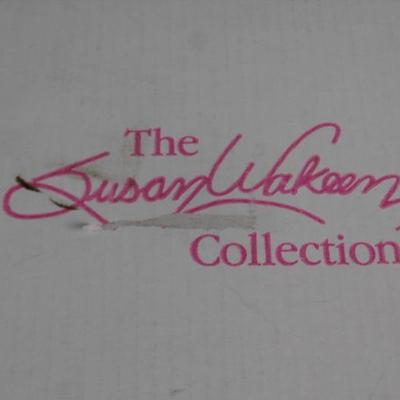 The
Susan Wakeen
Collection